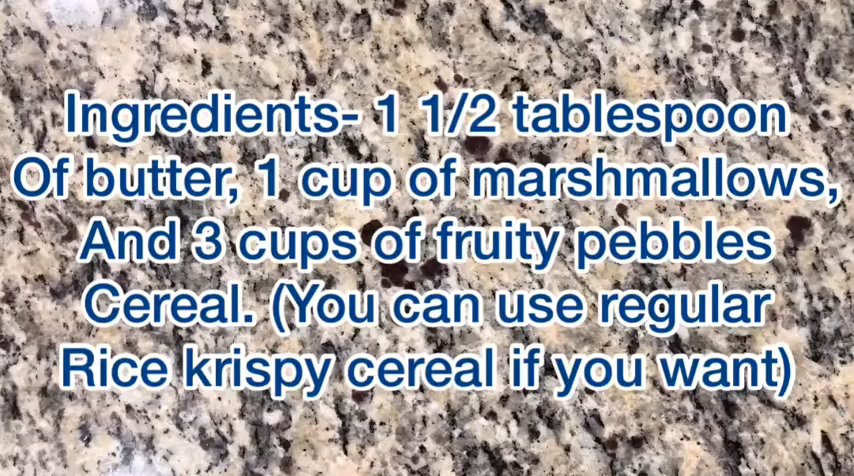 Ingredients- 1 1/2 tablespoon
Of butter, 1 cup of marshmallows,
And 3 cups of fruity pebbles
Cereal. (You can use regular
Rice krispy cereal if you want)